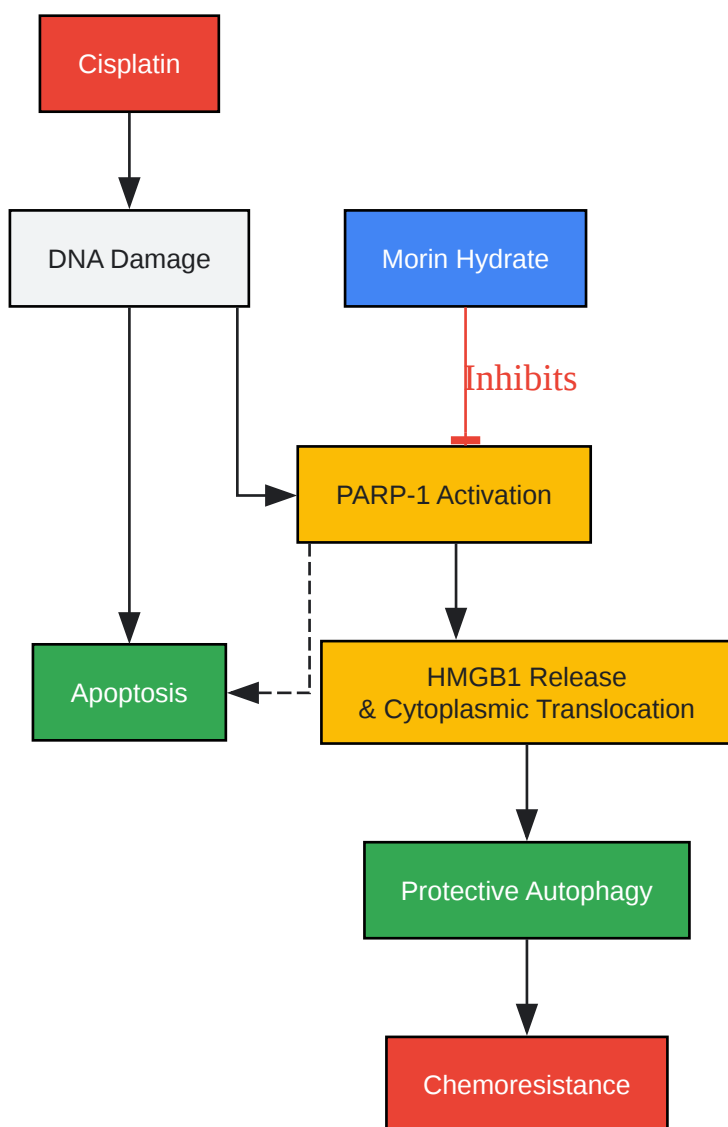 Cisplatin
DNA Damage
Morin Hydrate
Inhibits
PARP-1 Activation
HMGB1 Release
& Cytoplasmic Translocation
Apoptosis
Protective Autophagy
Chemoresistance